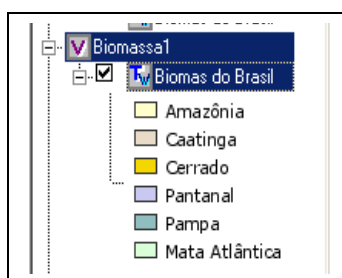 Biomassa1
Biomas do Brasil
Amazônia
Caatinga
Cerrado
Pantanal
Pampa
Mata Atlântica